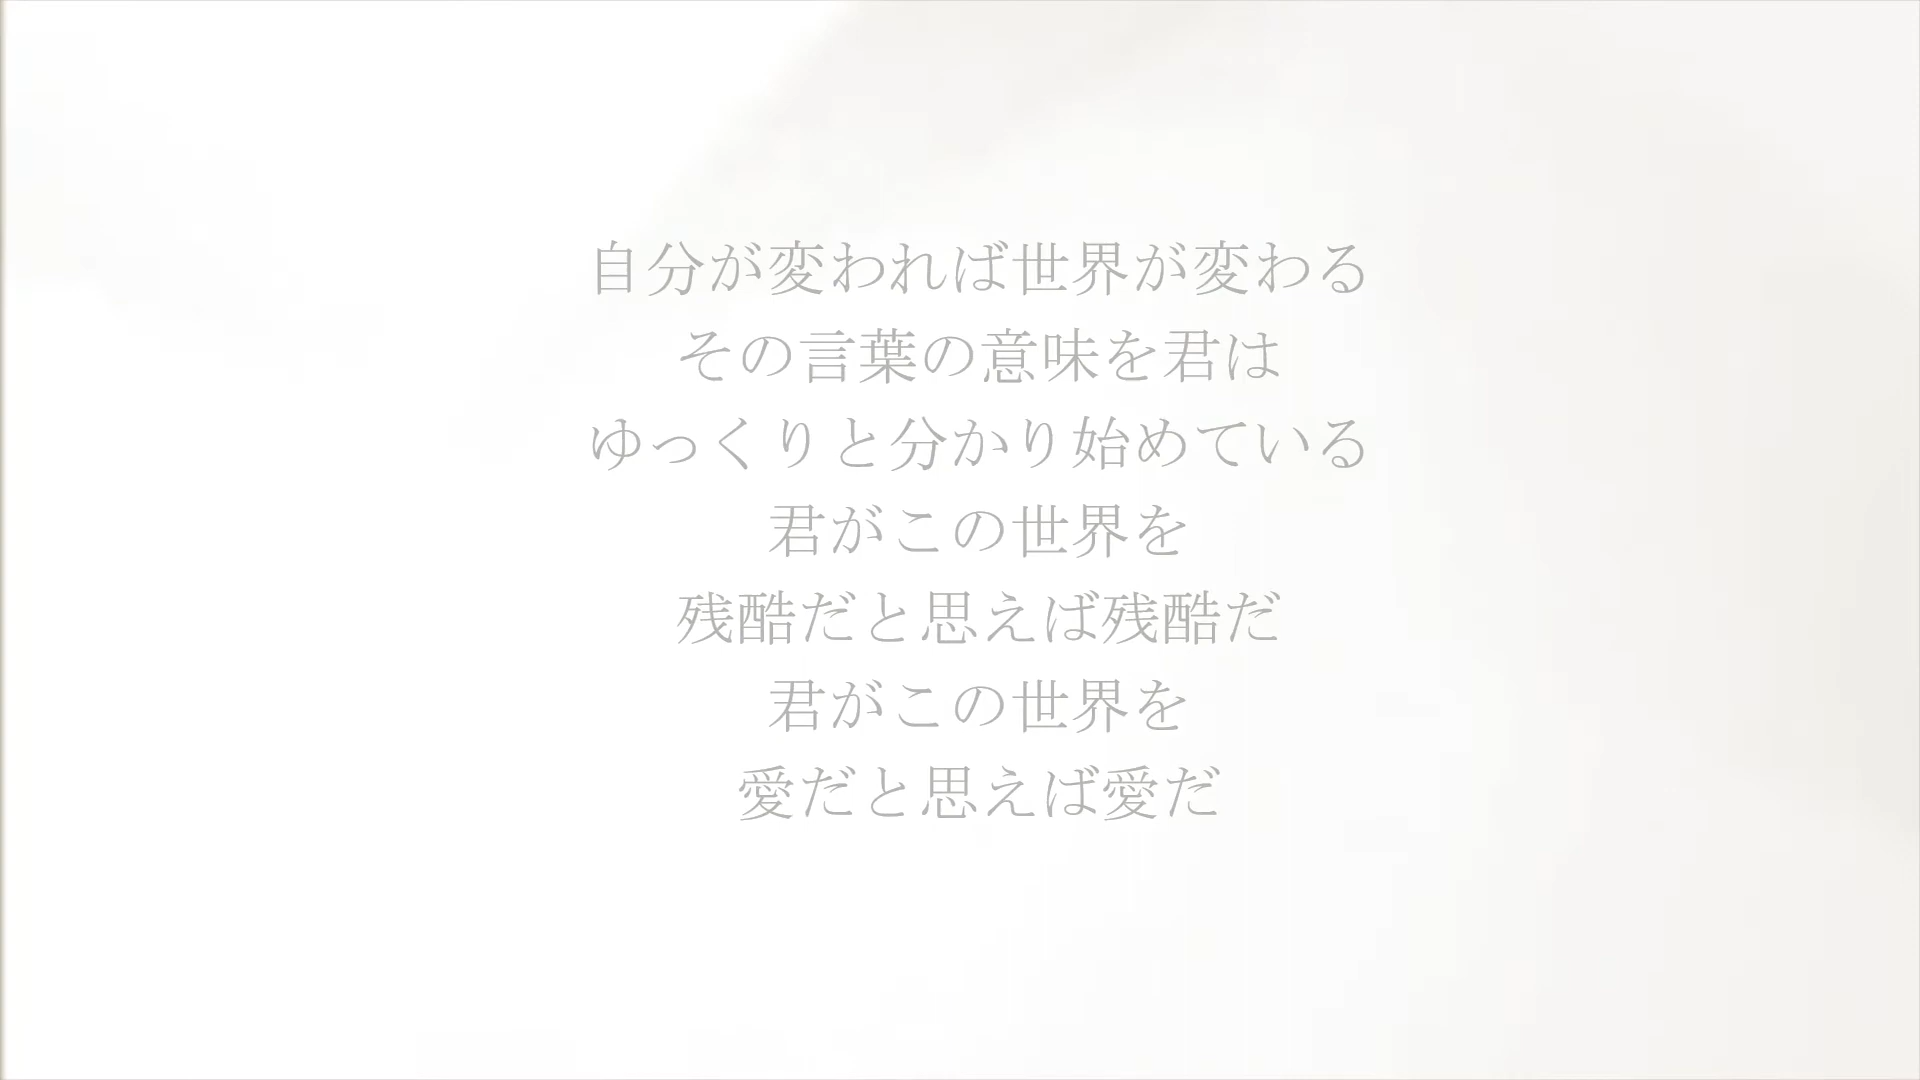 自分が変われば世界が変わる
その言葉の意味を君は
ゆっくりと分かり始めている
君がこの世界を
残酷だと思えば残酷だ
君がこの世界を
愛だと思えば愛だ